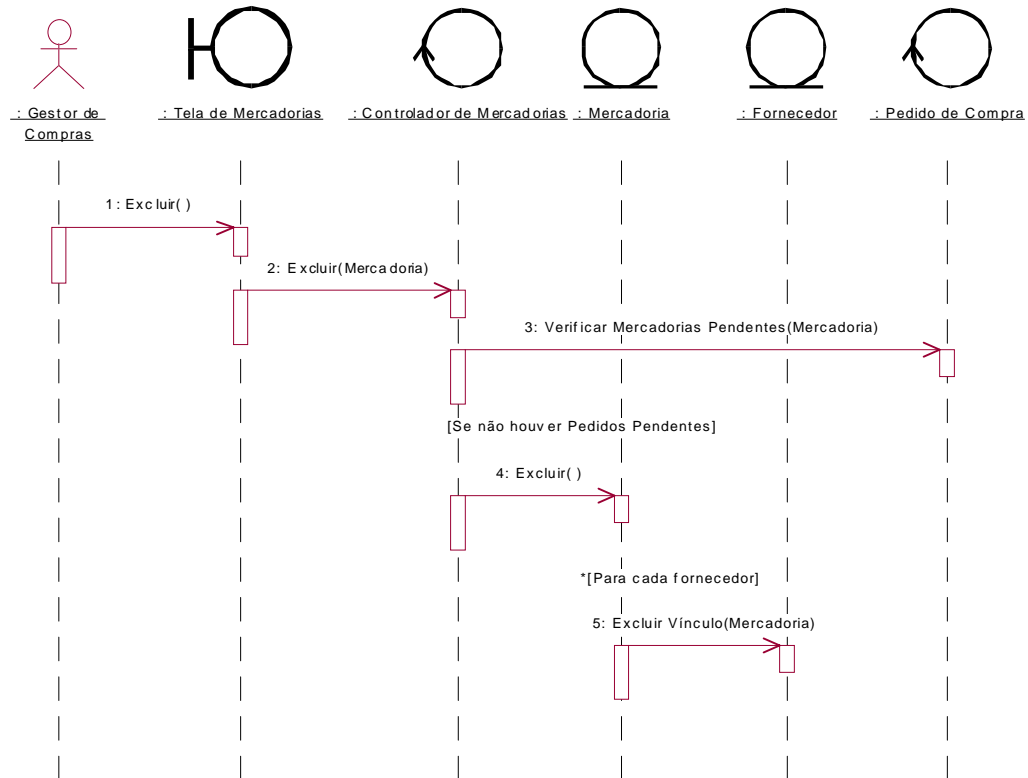 : Gestor de
Compras
: Tela de Mercadorias
: Controlador de Mercadorias
: Mercadoria
: Fornecedor
: Pedido de Compra
1: Excluir( )
2: Excluir(Mercadoria)
3: Verificar Mercadorias Pendentes(Mercadoria)
[Se não houver Pedidos Pendentes]
4: Excluir( )
*[Para cada fornecedor]
5: Excluir Vínculo(Mercadoria)